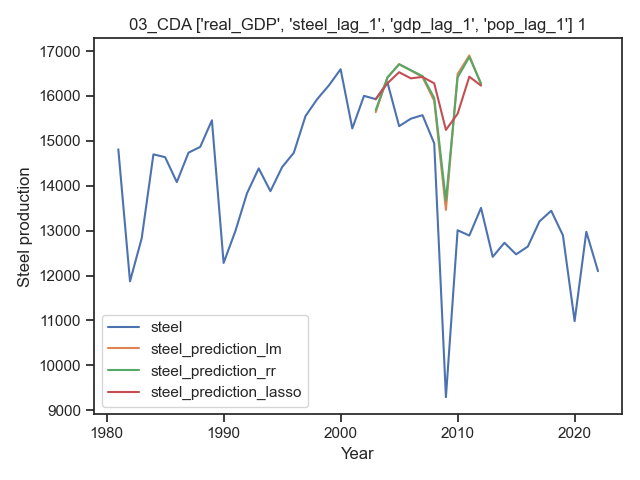 03_CDA ['real_GDP', 'steel_lag_1', 'gdp_lag_1', 'pop_lag_1'] 1
17000
16000
15000
14000
13000
12000
11000
10000
9000
Steel production
steel
steel_prediction_lm
steel_prediction_rr
steel_prediction_lasso
1980
1990
2000
2010
2020
Year